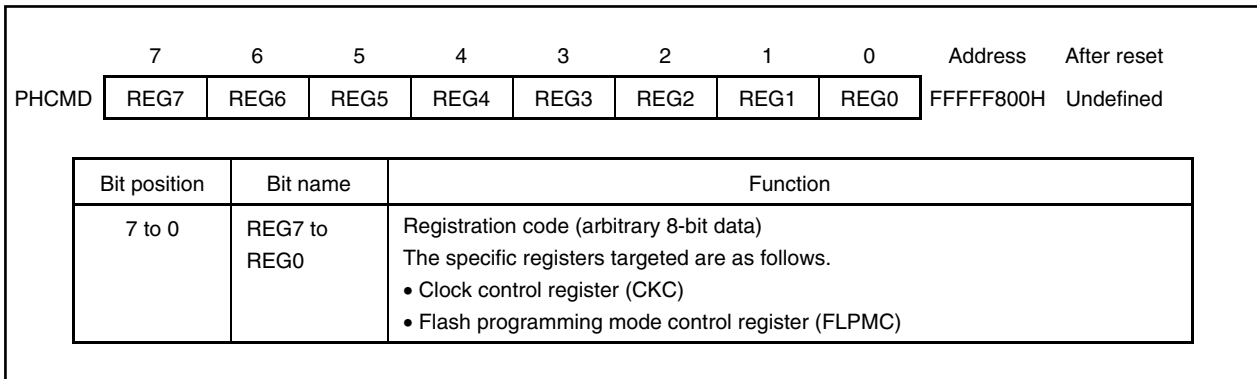 7 6 5 4 3 2 1 0 Address After reset
PHCMD REG7 REG6 REG5 REG4 REG3 REG2 REG1 REG0 FFFFF800H Undefined
Bit position Bit name Function
7 to 0 REG7 to REG0 Registration code (arbitrary 8-bit data)
The specific registers targeted are as follows.
• Clock control register (CKC)
• Flash programming mode control register (FLPMC)